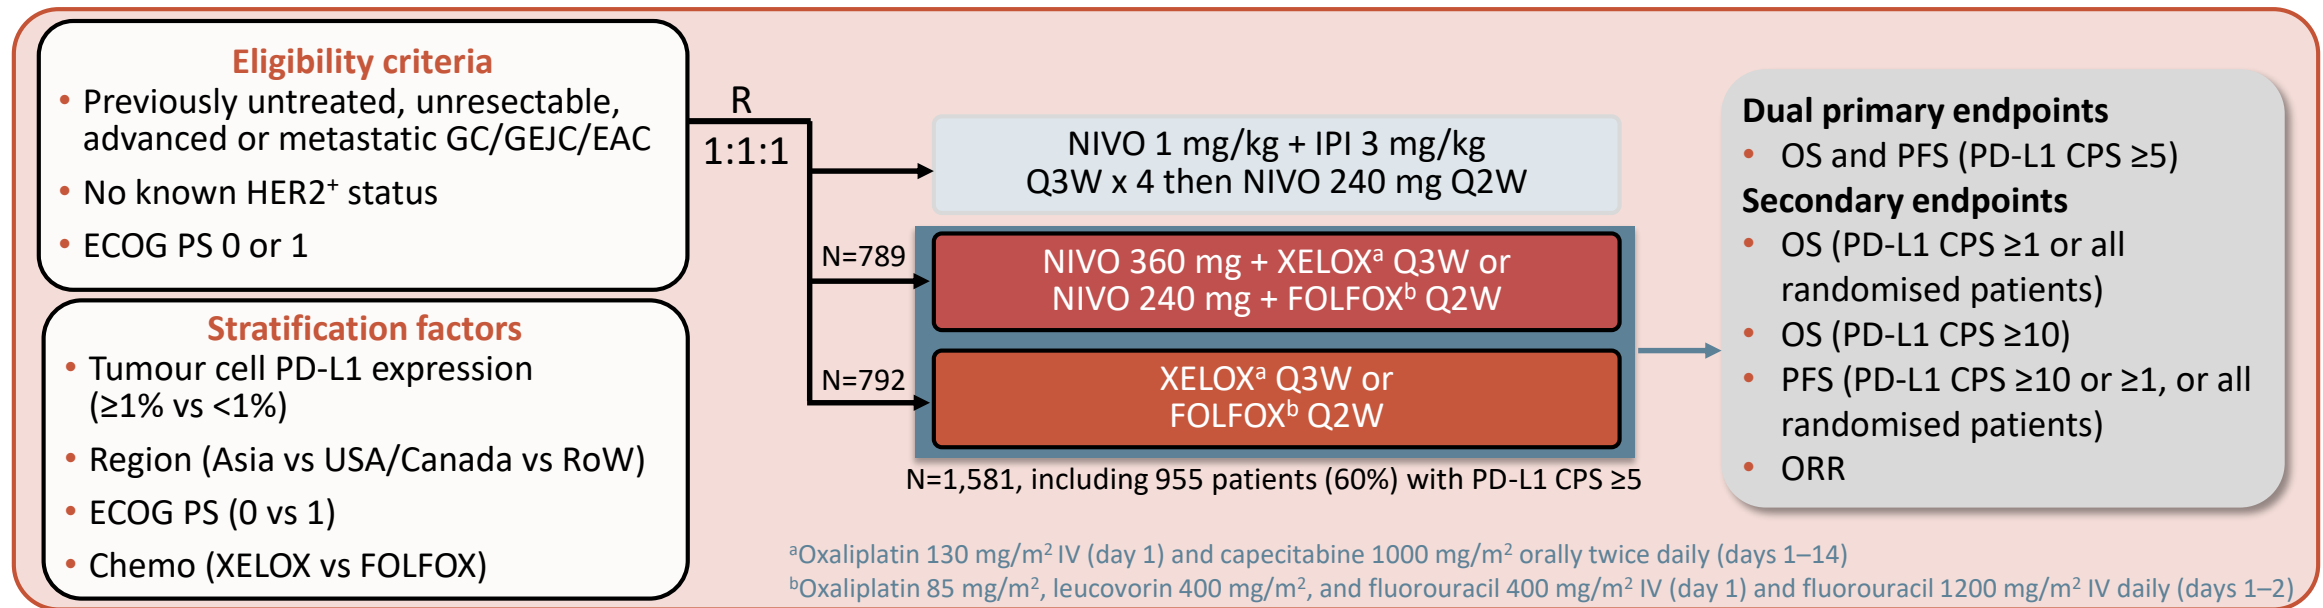 Eligibility criteria
• Previously untreated, unresectable,
advanced or metastatic GC/GEJC/EAC
• No known HER2⁺ status
• ECOG PS 0 or 1
Stratification factors
• Tumour cell PD-L1 expression
(≥1% vs <1%)
• Region (Asia vs USA/Canada vs RoW)
• ECOG PS (0 vs 1)
• Chemo (XELOX vs FOLFOX)
R
1:1:1
NIVO 1 mg/kg + IPI 3 mg/kg
Q3W x 4 then NIVO 240 mg Q2W
N=789
NIVO 360 mg + XELOXᵃ Q3W or
NIVO 240 mg + FOLFOXᵇ Q2W
N=792
XELOXᵃ Q3W or
FOLFOXᵇ Q2W
N=1,581, including 955 patients (60%) with PD-L1 CPS ≥5
Dual primary endpoints
• OS and PFS (PD-L1 CPS ≥5)
Secondary endpoints
• OS (PD-L1 CPS ≥1 or all
randomised patients)
• OS (PD-L1 CPS ≥10)
• PFS (PD-L1 CPS ≥10 or ≥1, or all
randomised patients)
• ORR
ᵃOxaliplatin 130 mg/m² IV (day 1) and capecitabine 1000 mg/m² orally twice daily (days 1–14)
ᵇOxaliplatin 85 mg/m², leucovorin 400 mg/m², and fluorouracil 400 mg/m² IV (day 1) and fluorouracil 1200 mg/m² IV daily (days 1–2)